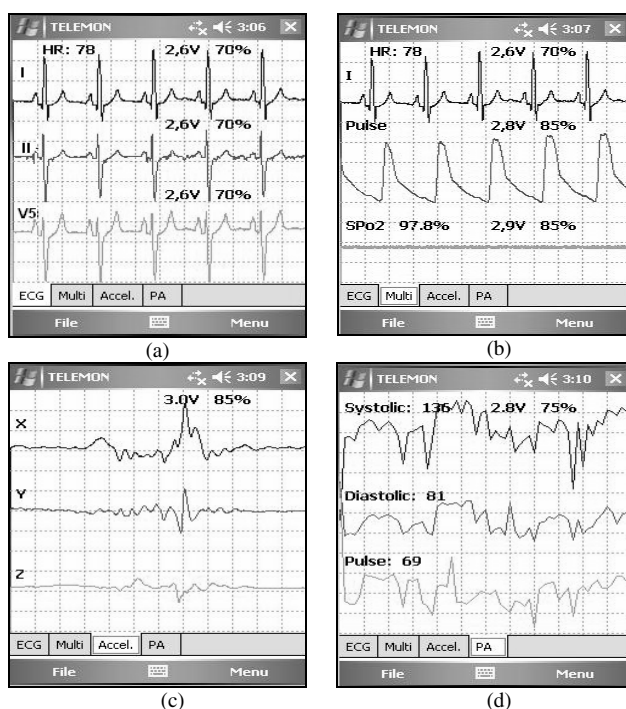 TELEMON 3:06
HR: 78 2,6V 70%
I
2,6V 70%
II
2,6V 70%
V5
ECG Multi Accel. PA
File Menu
(a)
TELEMON 3:07
HR: 78 2,6V 70%
I
Pulse 2,8V 85%
SPo2 97.8% 2,9V 85%
ECG Multi Accel. PA
File Menu
(b)
TELEMON 3:09
3.0V 85%
X
Y
Z
ECG Multi Accel. PA
File Menu
(c)
TELEMON 3:10
Systolic: 136 2.8V 75%
Diastolic: 81
Pulse: 69
ECG Multi Accel. PA
File Menu
(d)